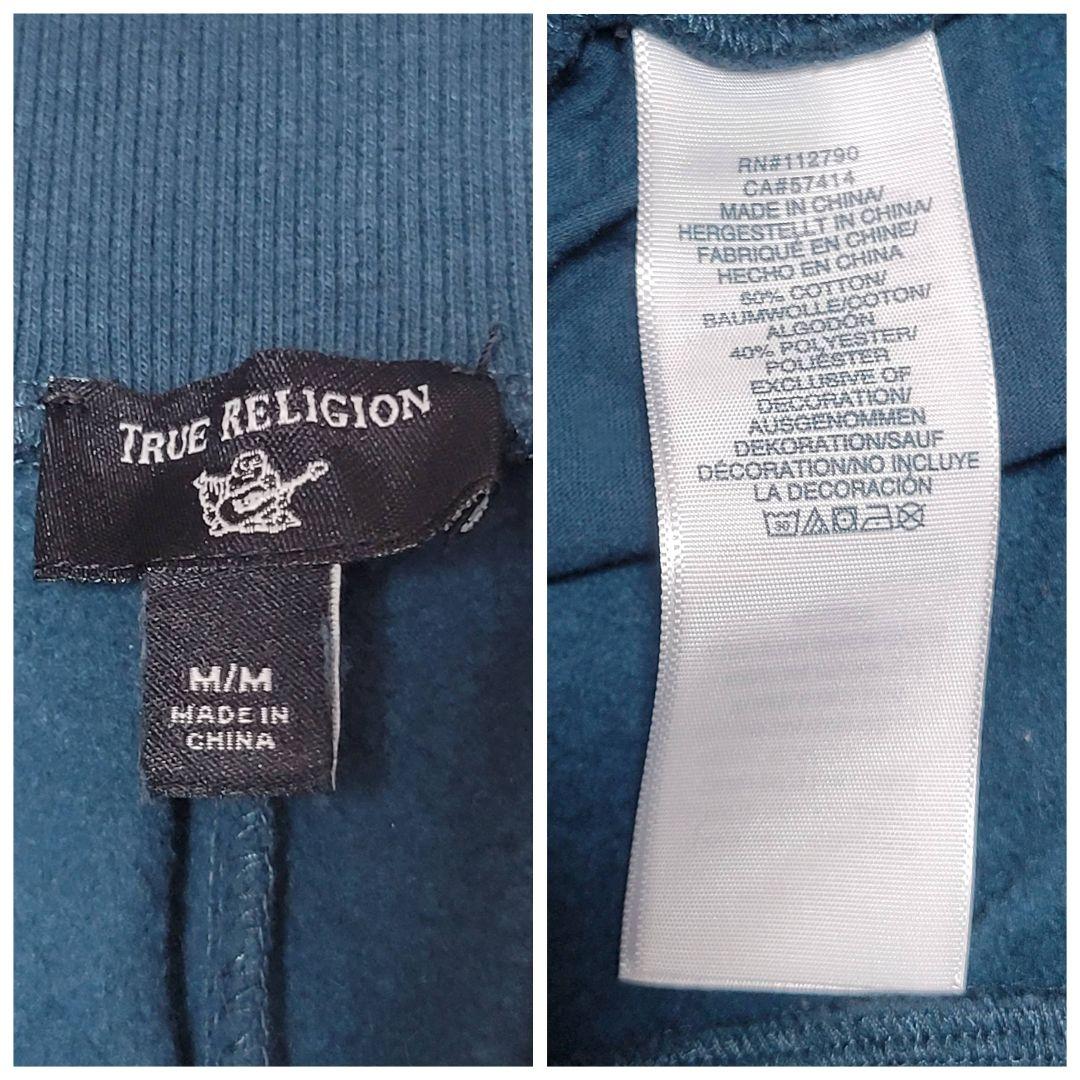 TRUE RELIGION
M/M
MADE IN
CHINA
RN#112790
CA#57414
MADE IN CHINA/
HERGESTELLT IN CHINA/
FABRIQUÉ EN CHINE/
HECHO EN CHINA
60% COTTON/
BAUMWOLLE/COTON/
ALGODÓN
40% POLYESTER/
POLIÉSTER
EXCLUSIVE OF
DECORATION/
AUSGENOMMEN
DEKORATION/SAUF
DÉCORATION/NO INCLUYE
LA DECORACIÓN
30